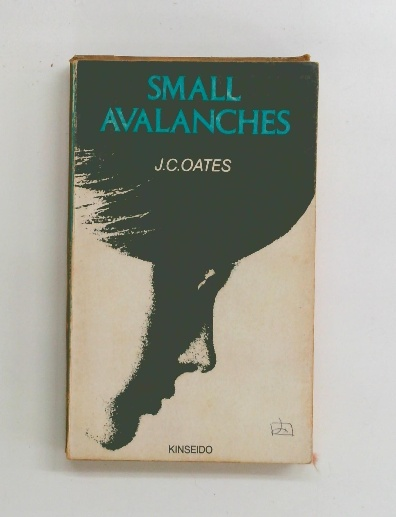 SMALL
AVALANCHES
J.C.OATES
KINSEIDO